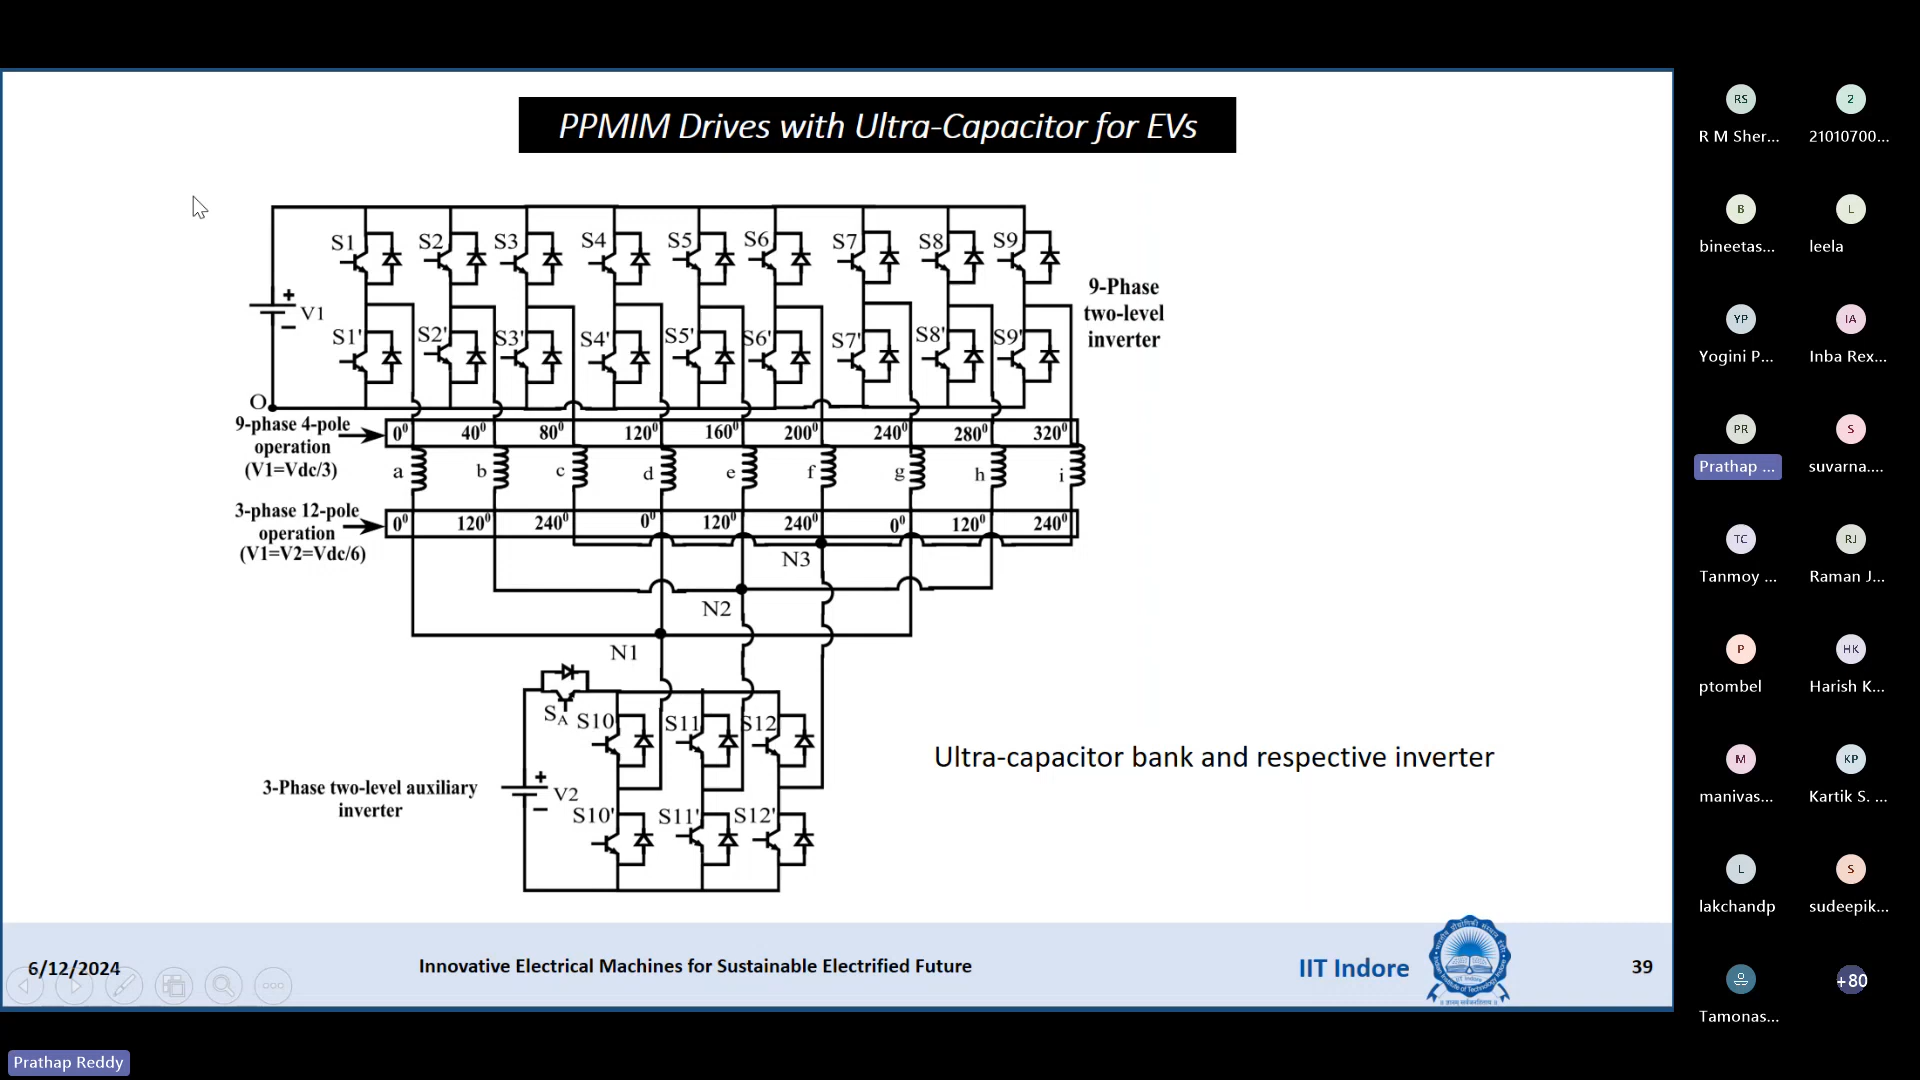 PPMIM Drives with Ultra-Capacitor for EVs
S1 S2 S3 S4 S5 S6 S7 S8 S9
V1
S1' S2' S3' S4' S5' S6' S7' S8' S9'
9-Phase
two-level
inverter
O
9-phase 4-pole
operation
(V1=Vdc/3)
0⁰ 40⁰ 80⁰ 120⁰ 160⁰ 200⁰ 240⁰ 280⁰ 320⁰
a b c d e f g h i
3-phase 12-pole
operation
(V1=V2=Vdc/6)
0⁰ 120⁰ 240⁰ 0⁰ 120⁰ 240⁰ 0⁰ 120⁰ 240⁰
N3
N2
N1
SA S10 S11 S12
V2
S10' S11' S12'
3-Phase two-level auxiliary
inverter
Ultra-capacitor bank and respective inverter
6/12/2024
Innovative Electrical Machines for Sustainable Electrified Future
IIT Indore
39
RS 2
R M Sher... 21010700...
B L
bineetas... leela
YP IA
Yogini P... Inba Rex...
PR S
Prathap ... suvarna....
TC RJ
Tanmoy ... Raman J...
P HK
ptombel Harish K...
M KP
manivas... Kartik S. ...
L S
lakchandp sudeepik...
+80
Tamonas...
Prathap Reddy